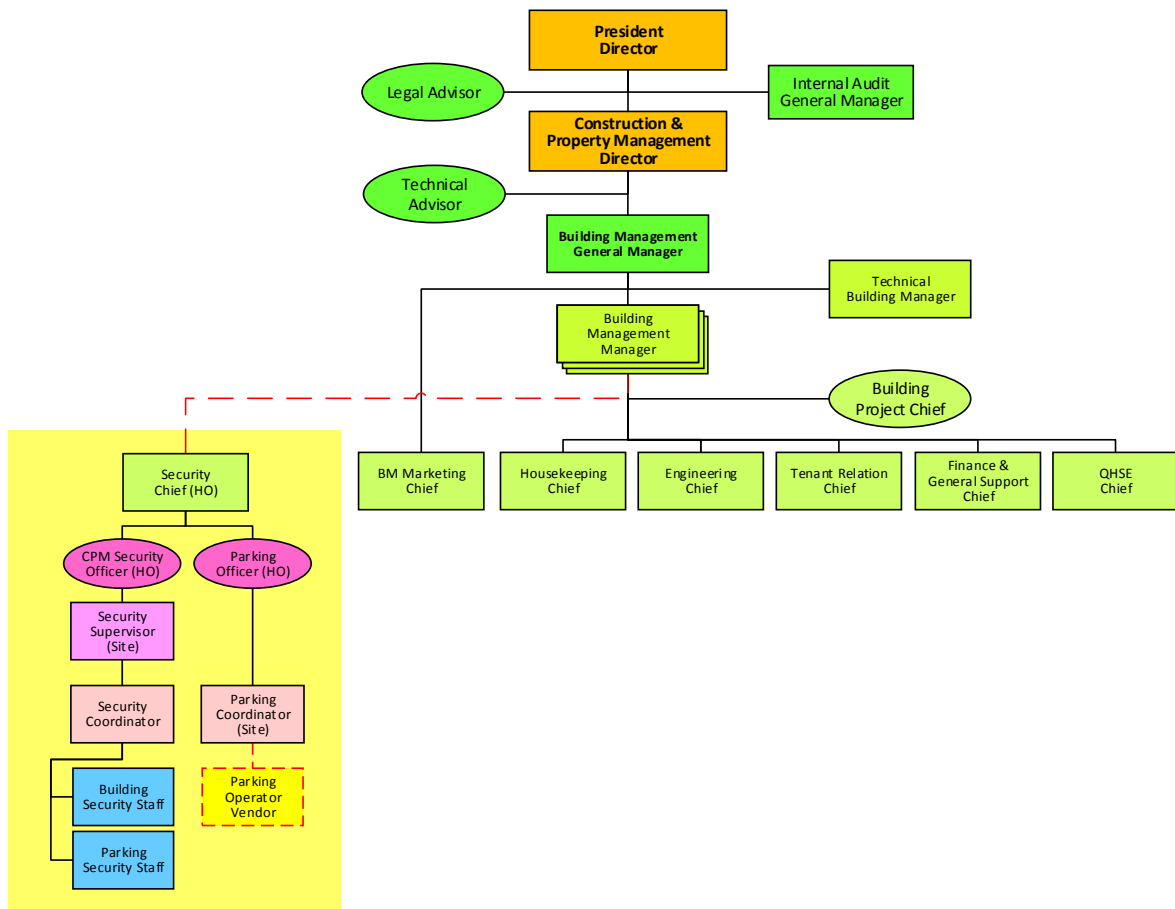 President
Director
Legal Advisor
Internal Audit
General Manager
Construction &
Property Management
Director
Technical
Advisor
Building Management
General Manager
Technical
Building Manager
Building
Management
Manager
Building
Project Chief
Security
Chief (HO)
BM Marketing
Chief
Housekeeping
Chief
Engineering
Chief
Tenant Relation
Chief
Finance &
General Support
Chief
QHSE
Chief
CPM Security
Officer (HO)
Parking
Officer (HO)
Security
Supervisor
(Site)
Security
Coordinator
Parking
Coordinator
(Site)
Building
Security Staff
Parking
Operator
Vendor
Parking
Security Staff